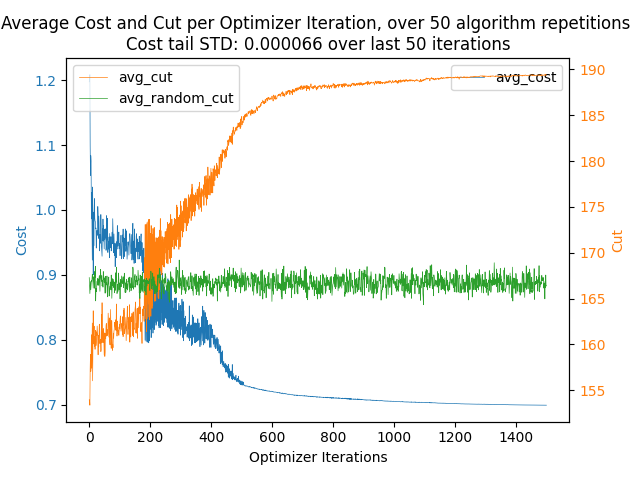 Average Cost and Cut per Optimizer Iteration, over 50 algorithm repetitions
Cost tail STD: 0.000066 over last 50 iterations
avg_cut
avg_random_cut
avg_cost
1.2
1.1
1.0
0.9
0.8
0.7
Cost
190
185
180
175
170
165
160
155
Cut
0
200
400
600
800
1000
1200
1400
Optimizer Iterations